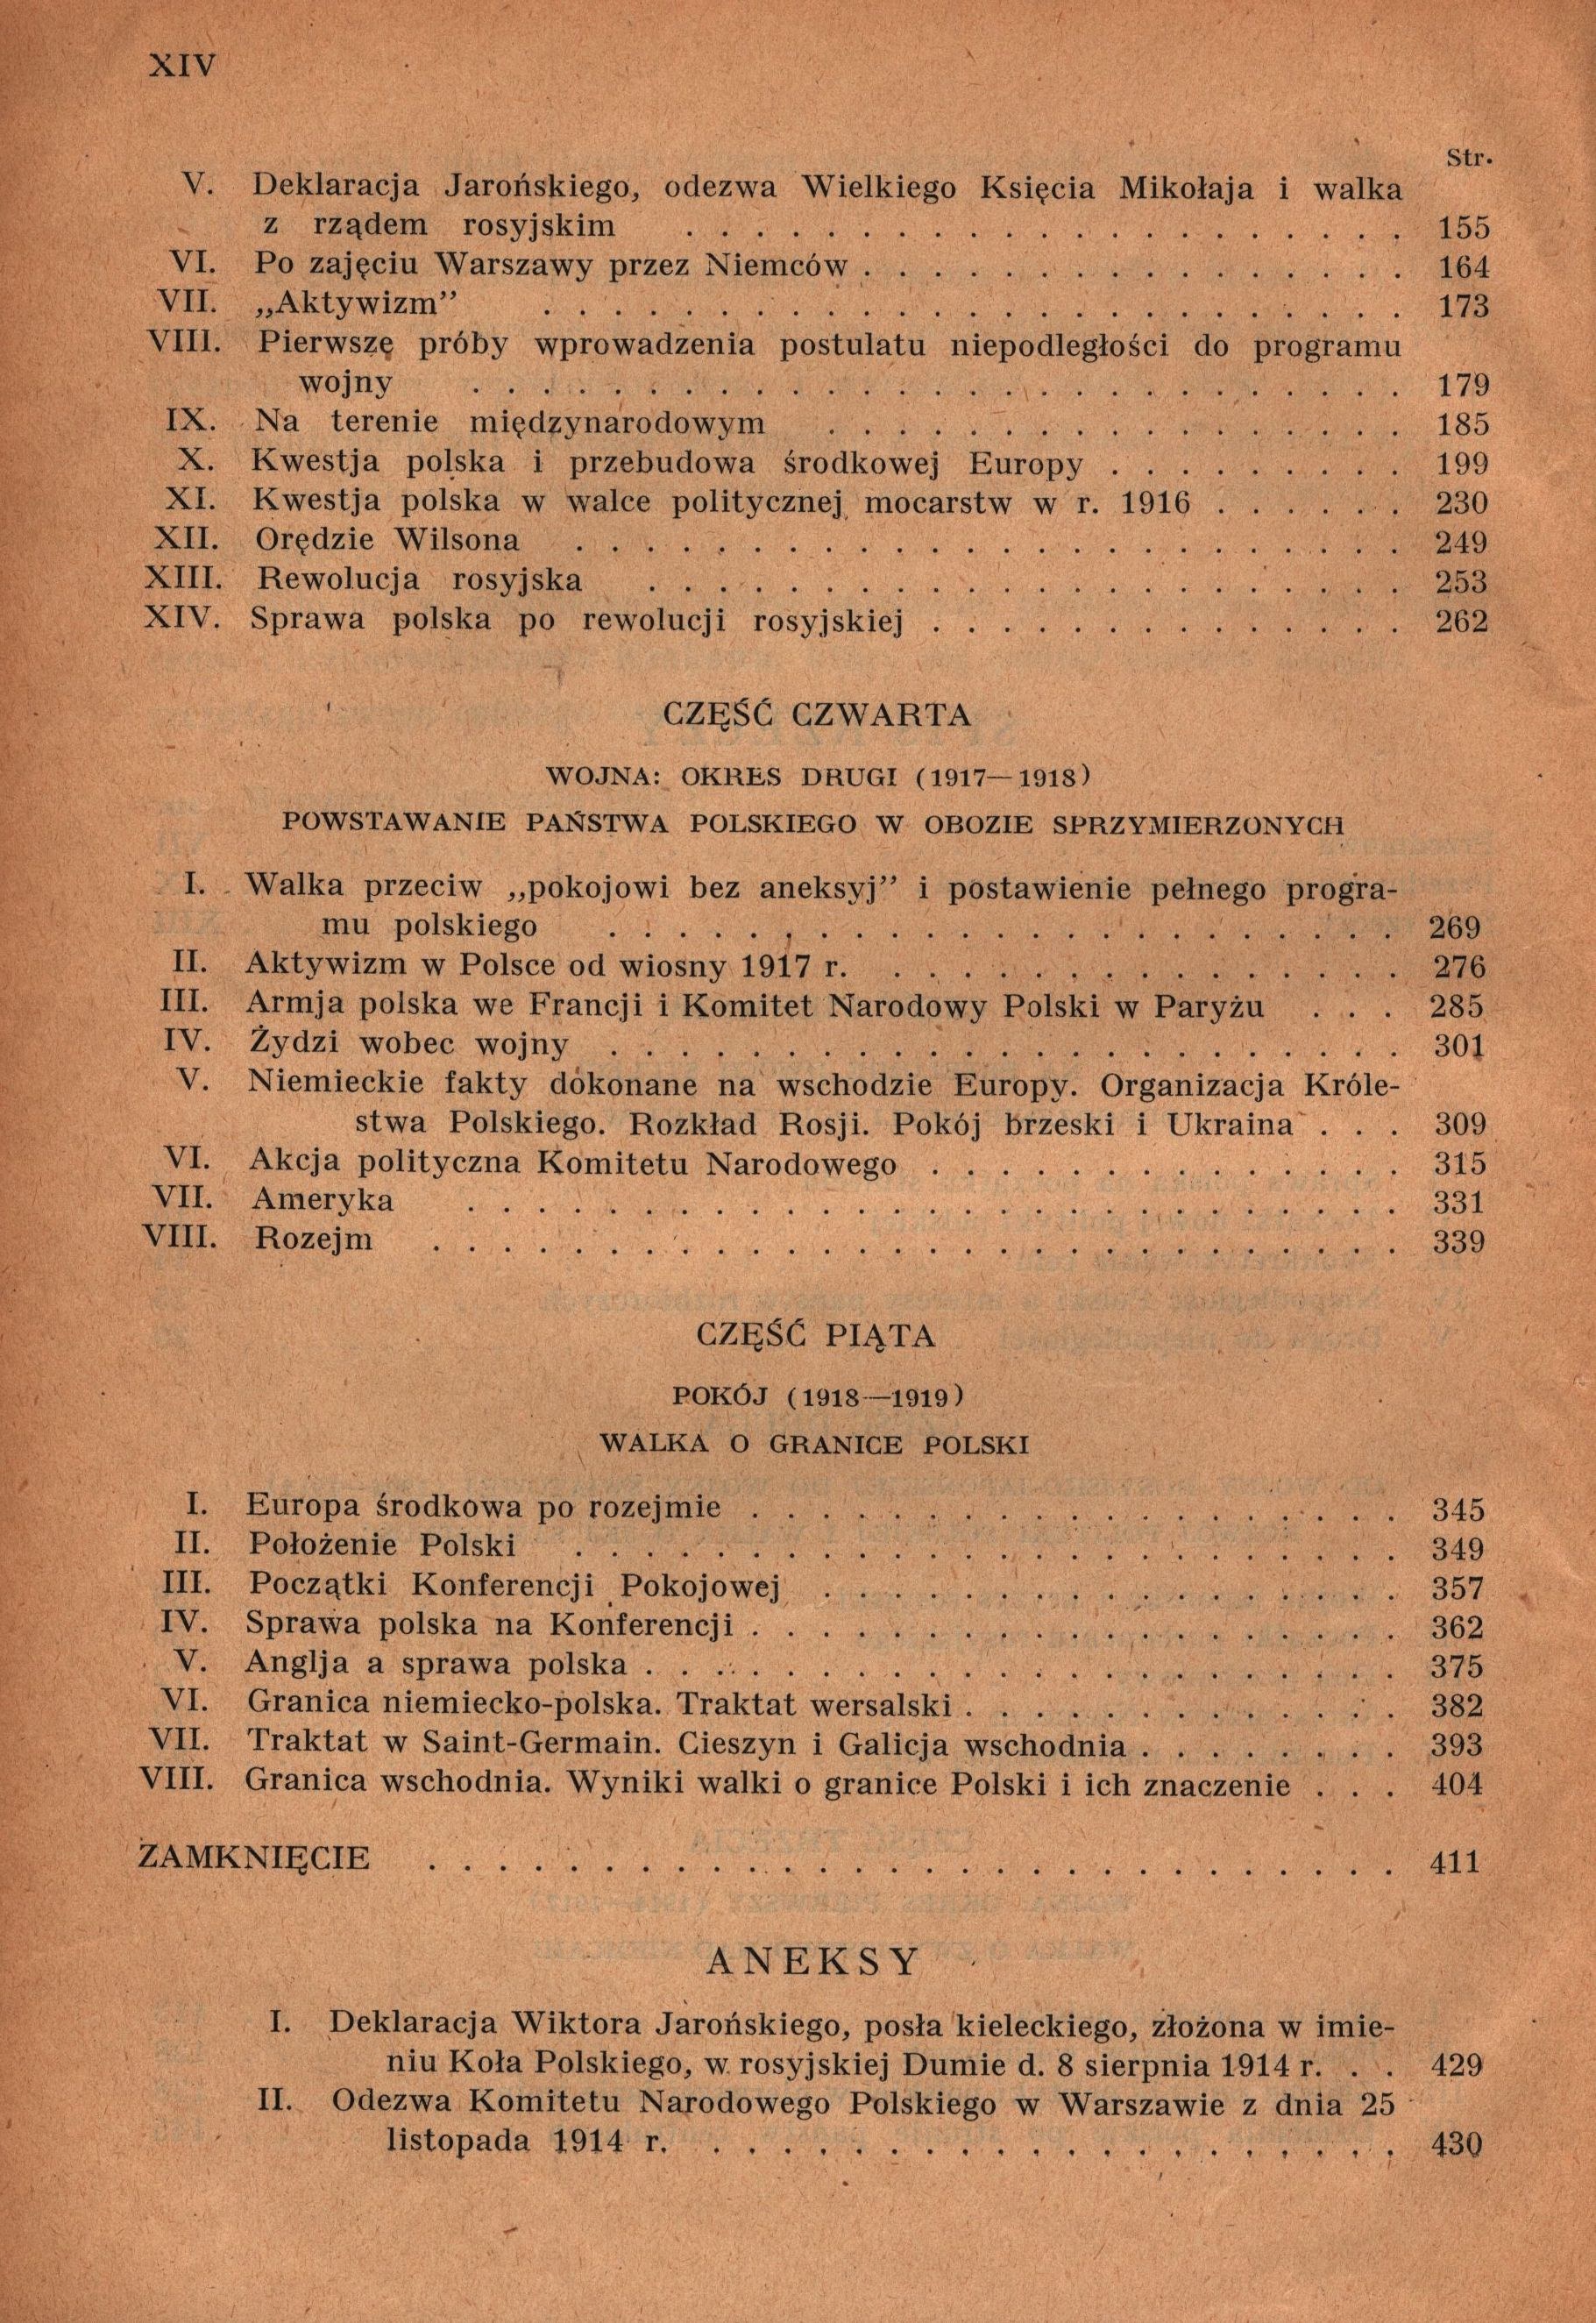 XIV
Str.
V. Deklaracja Jarońskiego, odezwa Wielkiego Księcia Mikołaja i walka
z rządem rosyjskim . . . . . . . . . . . . . . . . . . . . . 155
VI. Po zajęciu Warszawy przez Niemców . . . . . . . . . . . . . . . . 164
VII. „Aktywizm” . . . . . . . . . . . . . . . . . . . . . . . . . 173
VIII. Pierwszę próby wprowadzenia postulatu niepodległości do programu
wojny . . . . . . . . . . . . . . . . . . . . . . . . . . . 179
IX. Na terenie międzynarodowym . . . . . . . . . . . . . . . . . 185
X. Kwestja polska i przebudowa środkowej Europy . . . . . . . . . 199
XI. Kwestja polska w walce politycznej mocarstw w r. 1916 . . . . . . 230
XII. Orędzie Wilsona . . . . . . . . . . . . . . . . . . . . . . . . 249
XIII. Rewolucja rosyjska . . . . . . . . . . . . . . . . . . . . . . 253
XIV. Sprawa polska po rewolucji rosyjskiej . . . . . . . . . . . . . . 262
CZĘŚĆ CZWARTA
WOJNA: OKRES DRUGI (1917—1918)
POWSTAWANIE PAŃSTWA POLSKIEGO W OBOZIE SPRZYMIERZONYCH
I. Walka przeciw „pokojowi bez aneksyj” i postawienie pełnego progra-
mu polskiego . . . . . . . . . . . . . . . . . . . . . . . 269
II. Aktywizm w Polsce od wiosny 1917 r. . . . . . . . . . . . . . . . 276
III. Armja polska we Francji i Komitet Narodowy Polski w Paryżu . . . 285
IV. Żydzi wobec wojny . . . . . . . . . . . . . . . . . . . . . . . 301
V. Niemieckie fakty dokonane na wschodzie Europy. Organizacja Króle-
stwa Polskiego. Rozkład Rosji. Pokój brzeski i Ukraina . . . 309
VI. Akcja polityczna Komitetu Narodowego . . . . . . . . . . . . . . 315
VII. Ameryka . . . . . . . . . . . . . . . . . . . . . . . . . . . 331
VIII. Rozejm . . . . . . . . . . . . . . . . . . . . . . . . . . . . 339
CZĘŚĆ PIĄTA
POKÓJ (1918—1919)
WALKA O GRANICE POLSKI
I. Europa środkowa po rozejmie . . . . . . . . . . . . . . . . . . . 345
II. Położenie Polski . . . . . . . . . . . . . . . . . . . . . . . . 349
III. Początki Konferencji Pokojowej . . . . . . . . . . . . . . . . . 357
IV. Sprawa polska na Konferencji . . . . . . . . . . . . . . . . . . . 362
V. Anglja a sprawa polska . . . . . . . . . . . . . . . . . . . . . . 375
VI. Granica niemiecko-polska. Traktat wersalski . . . . . . . . . . . . . 382
VII. Traktat w Saint-Germain. Cieszyn i Galicja wschodnia . . . . . . . . 393
VIII. Granica wschodnia. Wyniki walki o granice Polski i ich znaczenie . . . 404
ZAMKNIĘCIE . . . . . . . . . . . . . . . . . . . . . . . . . . . . 411
ANEKSY
I. Deklaracja Wiktora Jarońskiego, posła kieleckiego, złożona w imie-
niu Koła Polskiego, w rosyjskiej Dumie d. 8 sierpnia 1914 r. . . 429
II. Odezwa Komitetu Narodowego Polskiego w Warszawie z dnia 25
listopada 1914 r. . . . . . . . . . . . . . . . . . . . . 430